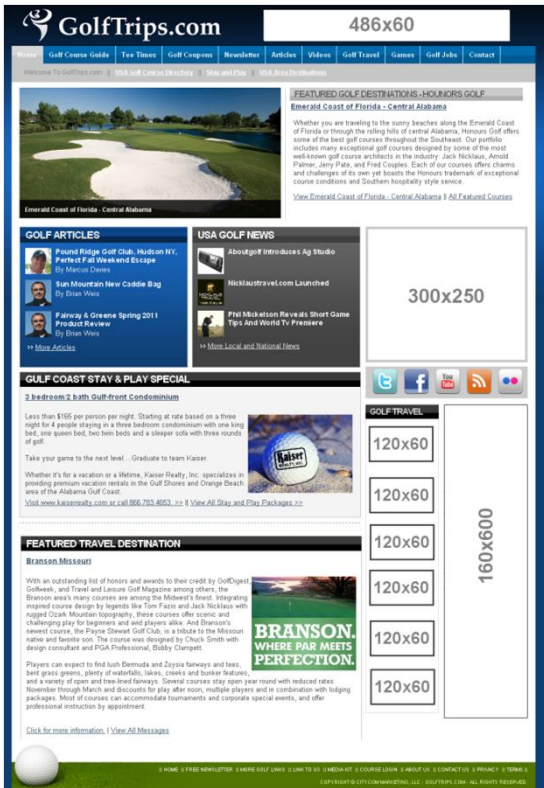 GolfTrips.com
486x60
Home Golf Course Guide Tee Times Golf Coupons Newsletter Articles Videos Golf Travel Games Golf Jobs Contact
Welcome To GolfTrips.com || USA Golf Course Directory || Stay and Play || USA Area Destinations
Emerald Coast of Florida - Central Alabama
FEATURED GOLF DESTINATIONS - HOUNORS GOLF
Emerald Coast of Florida - Central Alabama
Whether you are traveling to the sunny beaches along the Emerald Coast
of Florida or through the rolling hills of central Alabama, Honours Golf offers
some of the best golf courses throughout the Southeast. Our portfolio
includes many exceptional golf courses designed by some of the most
well-known golf course architects in the industry: Jack Nicklaus, Arnold
Palmer, Jerry Pate, and Fred Couples. Each of our courses offers charms
and challenges of its own yet boasts the Honours trademark of exceptional
course conditions and Southern hospitality style service.
View Emerald Coast of Florida - Central Alabama || All Featured Courses
GOLF ARTICLES
Pound Ridge Golf Club, Hudson NY,
Perfect Fall Weekend Escape
By Marcus Davies
Sun Mountain New Caddie Bag
By Brian Weis
Fairway & Greene Spring 2011
Product Review
By Brian Weis
>> More Articles
USA GOLF NEWS
Aboutgolf Introduces Ag Studio
Nicklaustravel.com Launched
Phil Mickelson Reveals Short Game
Tips And World Tv Premiere
>> More Local and National News
300x250
You
Tube
GULF COAST STAY & PLAY SPECIAL
3 bedroom/2 bath Gulf-front Condominium
Less than $165 per person per night. Starting at rate based on a three
night for 4 people staying in a three bedroom condominium with one king
bed, one queen bed, two twin beds and a sleeper sofa with three rounds
of golf.
Take your game to the next level...Graduate to team Kaiser.
Whether it's for a vacation or a lifetime, Kaiser Realty, Inc. specializes in
providing premium vacation rentals in the Gulf Shores and Orange Beach
area of the Alabama Gulf Coast.
Visit www.kaiserrealty.com or call 866.783.4653. >> || View All Stay and Play Packages >>
Kaiser
GOLF TRAVEL
120x60
120x60
120x60
120x60
120x60
120x60
160x600
FEATURED TRAVEL DESTINATION
Branson Missouri
With an outstanding list of honors and awards to their credit by GolfDigest,
Golfweek, and Travel and Leisure Golf Magazine among others, the
Branson area's many courses are among the Midwest's finest. Integrating
inspired course design by legends like Tom Fazio and Jack Nicklaus with
rugged Ozark Mountain topography, these courses offer scenic and
challenging play for beginners and avid players alike. And Branson's
newest course, the Payne Stewart Golf Club, is a tribute to the Missouri
native and favorite son. The course was designed by Chuck Smith with
design consultant and PGA Professional, Bobby Clampett.
BRANSON.
WHERE PAR MEETS
PERFECTION.
Players can expect to find lush Bermuda and Zoysia fairways and tees,
bent grass greens, plenty of waterfalls, lakes, creeks and bunker features,
and a variety of open and tree-lined fairways. Several courses stay open year round with reduced rates
November through March and discounts for play after noon, multiple players and in combination with lodging
packages. Most of courses can accommodate tournaments and corporate special events, and offer
professional instruction by appointment.
Click for more information. | View All Messages
|| HOME || FREE NEWSLETTER || MORE GOLF LINKS || LINK TO US || MEDIA KIT || COURSE LOGIN || ABOUT US || CONTACT US || PRIVACY || TERMS ||
COPYRIGHT © CITYCOM MARKETING, LLC - GOLFTRIPS.COM - ALL RIGHTS RESERVED.